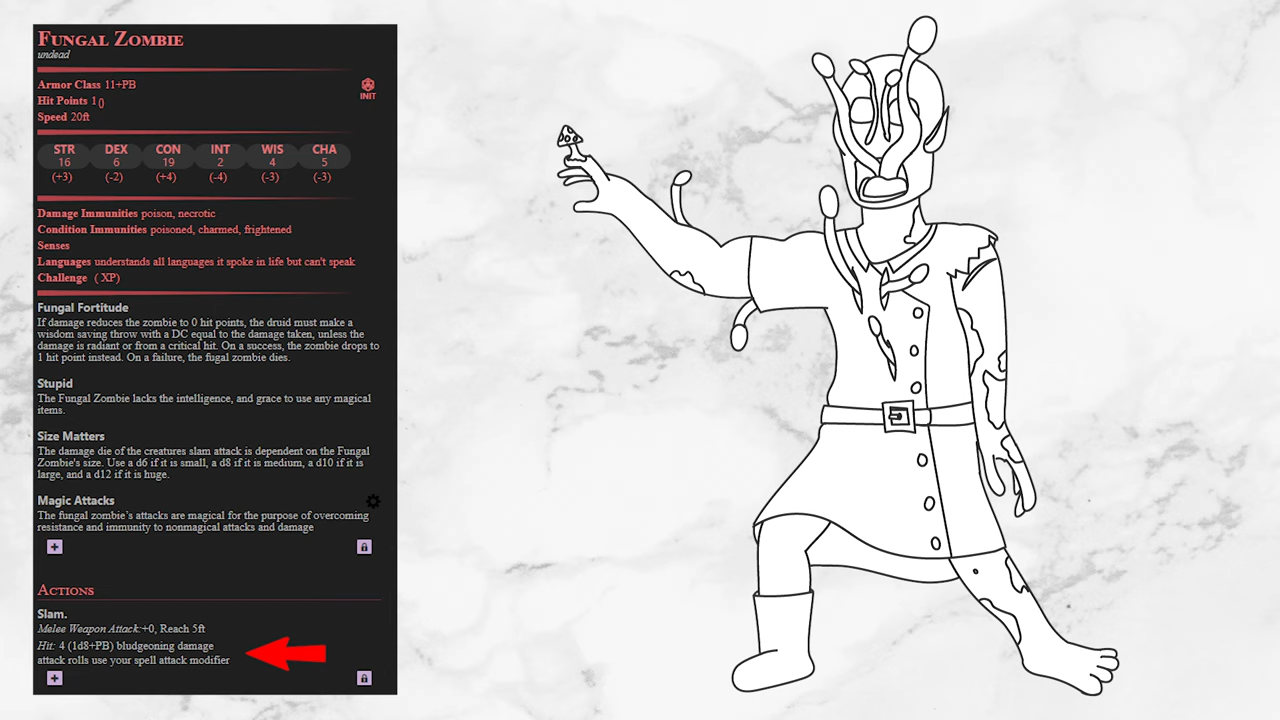 Fungal Zombie
undead
Armor Class 11+PB
Hit Points 10
INIT
Speed 20ft
STR DEX CON INT WIS CHA
16 6 19 2 4 5
(+3) (-2) (+4) (-4) (-3) (-3)
Damage Immunities poison, necrotic
Condition Immunities poisoned, charmed, frightened
Senses
Languages understands all languages it spoke in life but can't speak
Challenge ( XP)
Fungal Fortitude
If damage reduces the zombie to 0 hit points, the druid must make a
wisdom saving throw with a DC equal to the damage taken, unless the
damage is radiant or from a critical hit. On a success, the zombie drops to
1 hit point instead. On a failure, the fugal zombie dies.
Stupid
The Fungal Zombie lacks the intelligence, and grace to use any magical
items.
Size Matters
The damage die of the creatures slam attack is dependent on the Fungal
Zombie's size. Use a d6 if it is small, a d8 if it is medium, a d10 if it is
large, and a d12 if it is huge.
Magic Attacks
The fungal zombie's attacks are magical for the purpose of overcoming
resistance and immunity to nonmagical attacks and damage
Actions
Slam.
Melee Weapon Attack:+0, Reach 5ft
Hit: 4 (1d8+PB) bludgeoning damage
attack rolls use your spell attack modifier